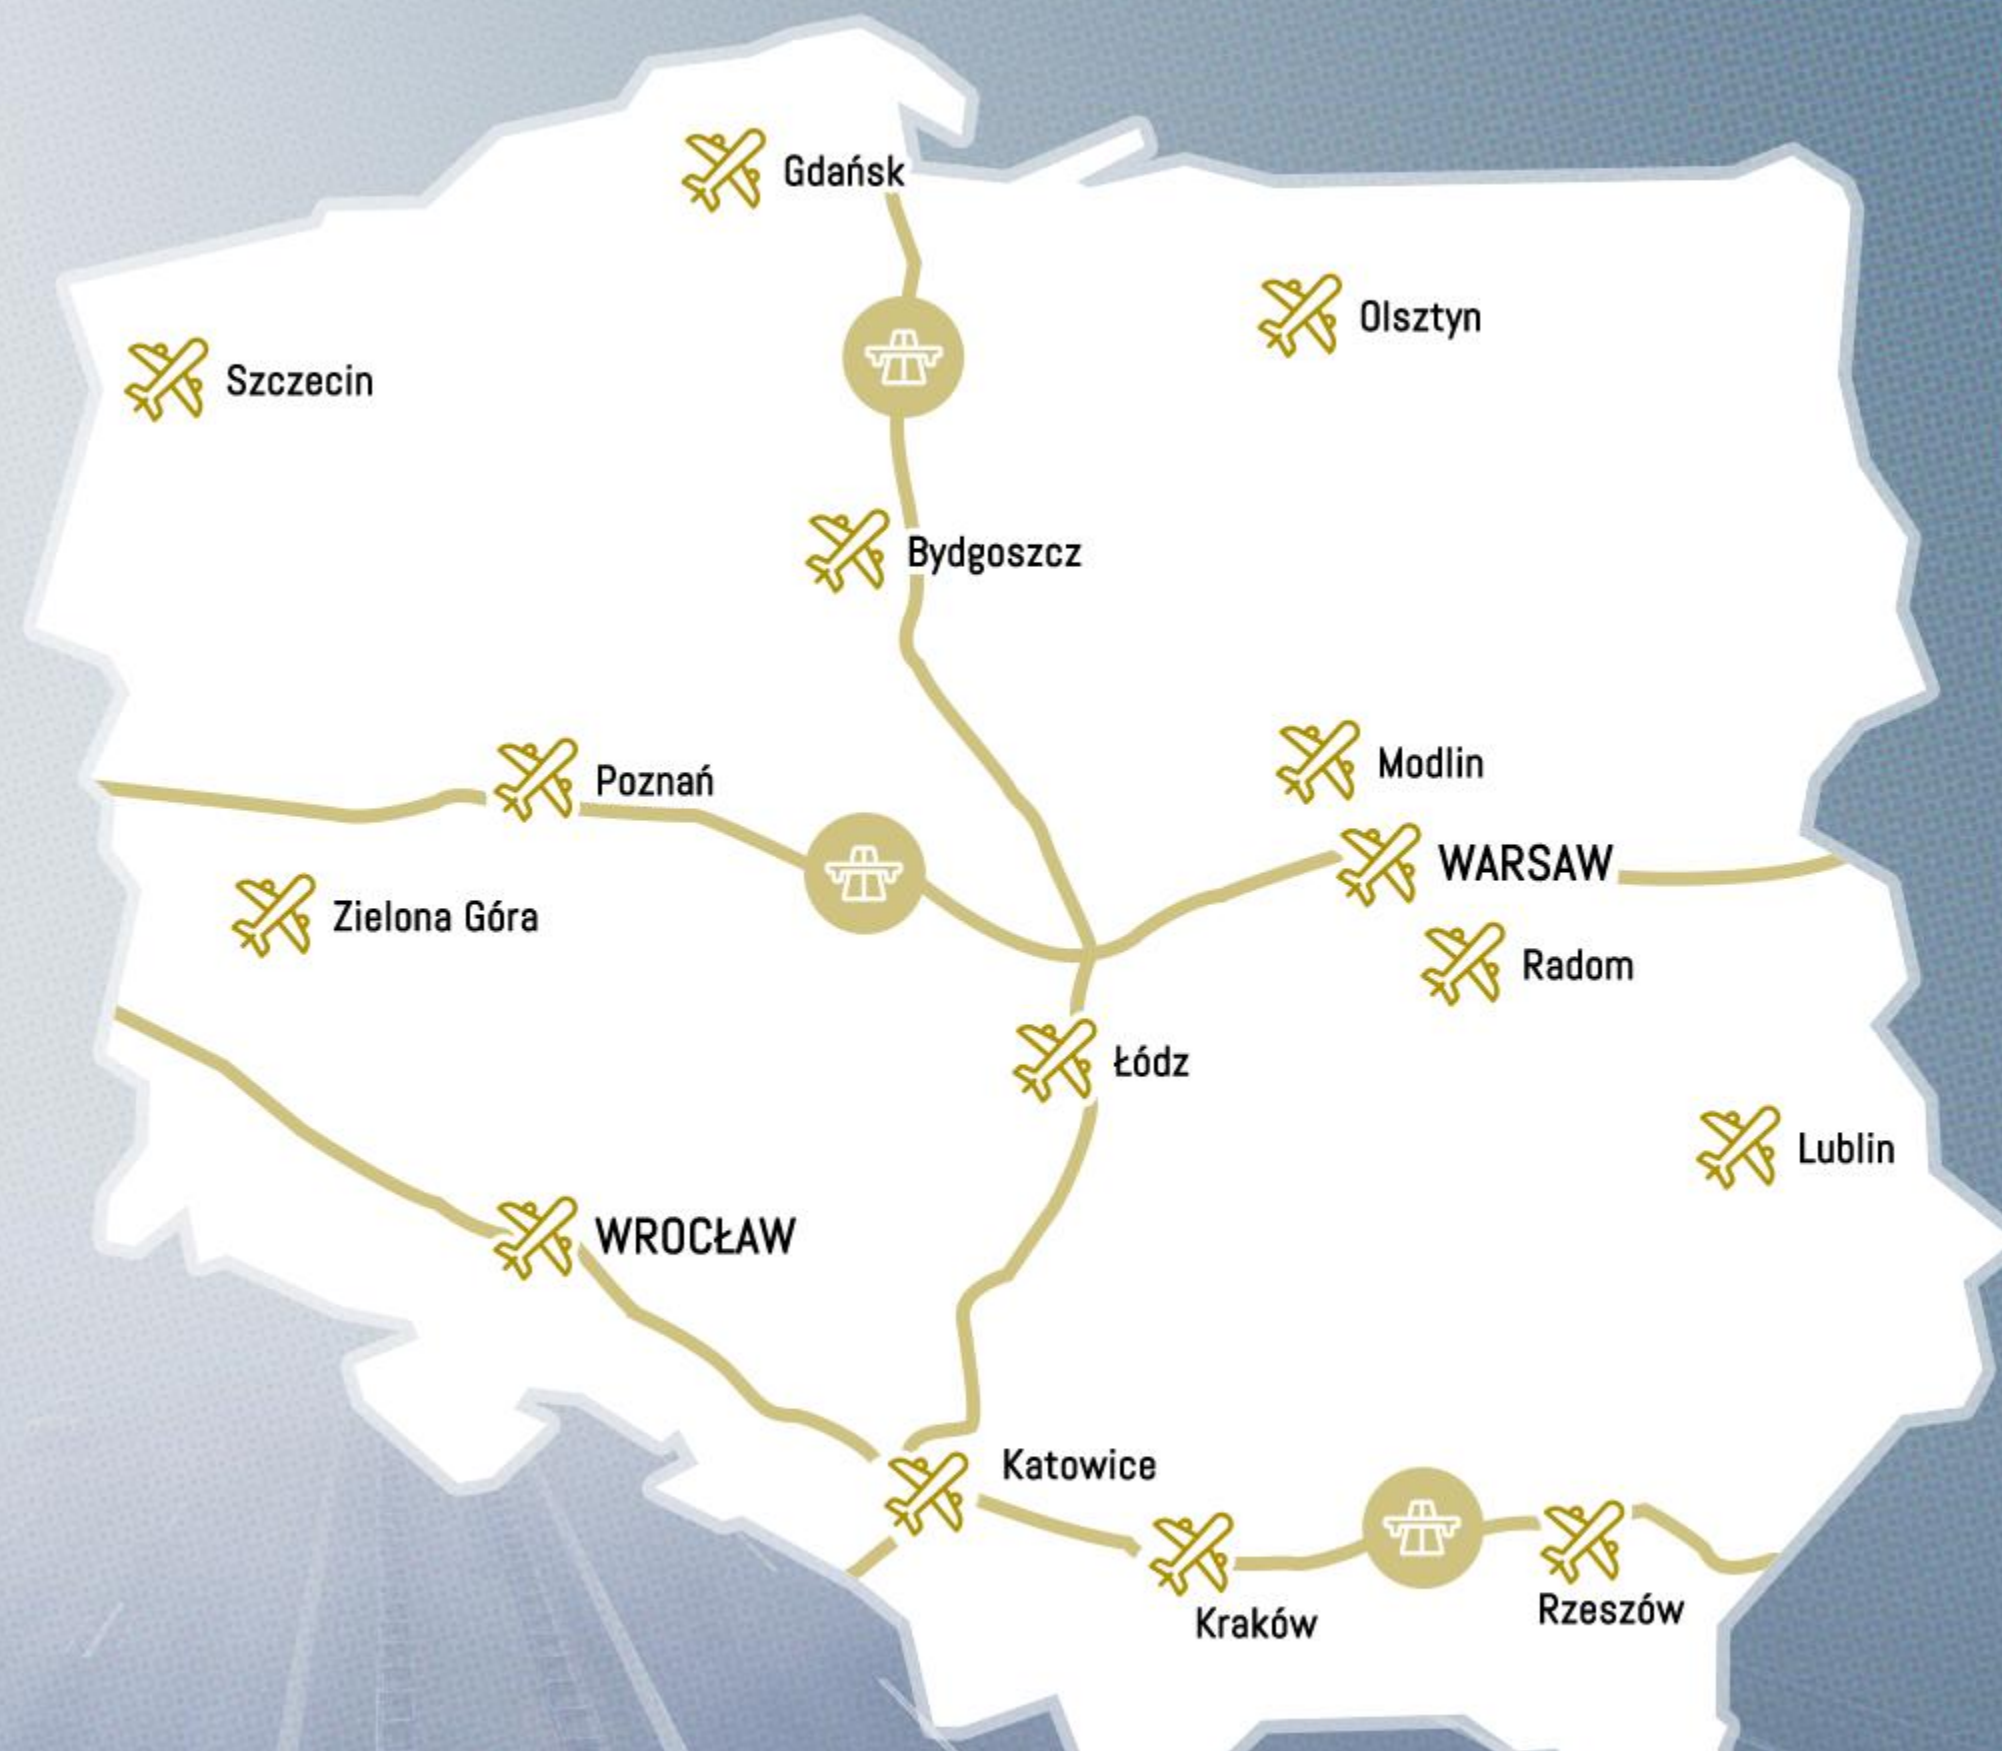 Gdańsk
Olsztyn
Szczecin
Bydgoszcz
Modlin
Poznań
WARSAW
Zielona Góra
Radom
Łódz
Lublin
WROCŁAW
Katowice
Rzeszów
Kraków